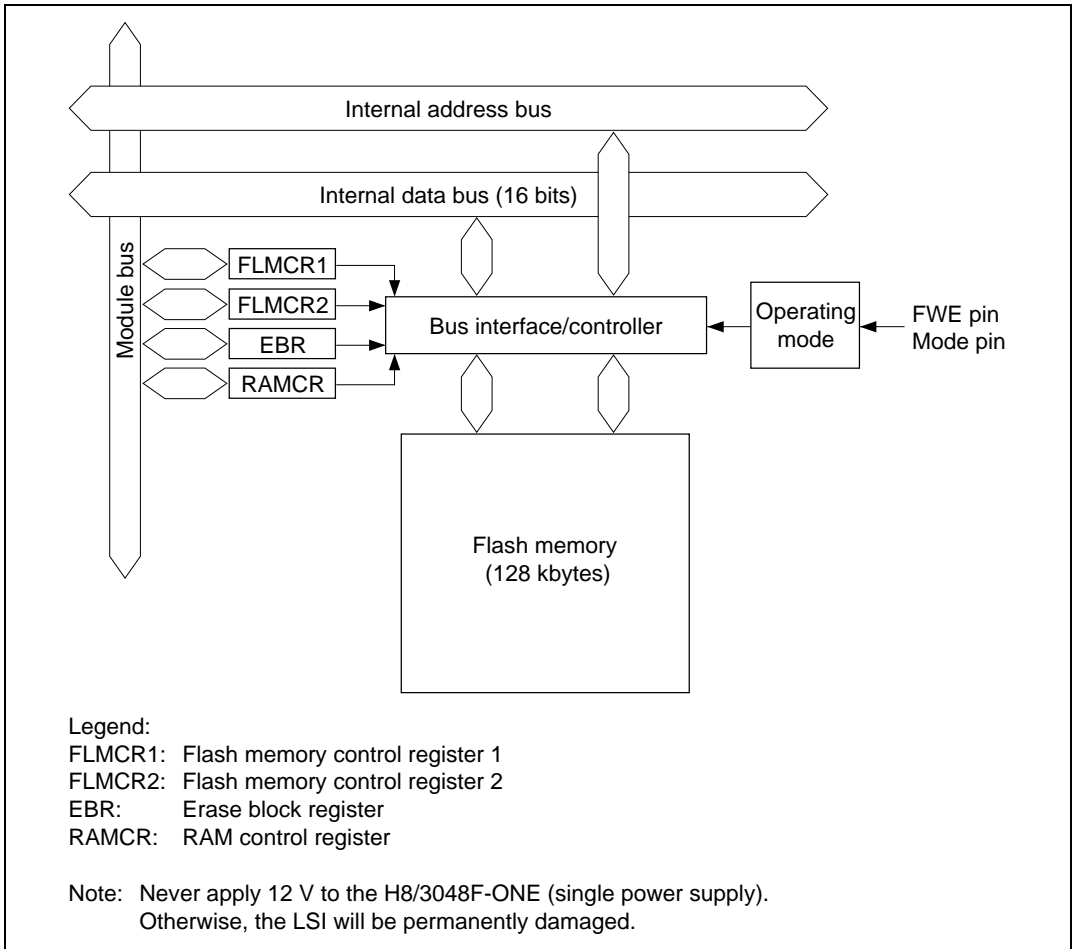 Internal address bus
Internal data bus (16 bits)
Module bus
FLMCR1
FLMCR2
EBR
RAMCR
Bus interface/controller
Operating
mode
FWE pin
Mode pin
Flash memory
(128 kbytes)
Legend:
FLMCR1: Flash memory control register 1
FLMCR2: Flash memory control register 2
EBR: Erase block register
RAMCR: RAM control register
Note: Never apply 12 V to the H8/3048F-ONE (single power supply).
Otherwise, the LSI will be permanently damaged.